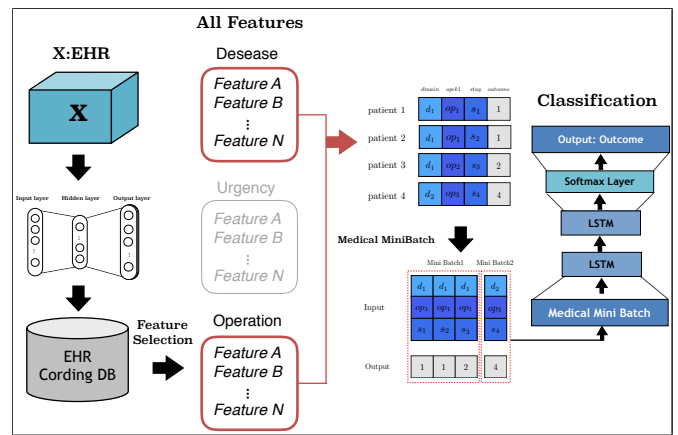 All Features
X:EHR
X
Input layer Hidden layer Output layer
EHR
Cording DB
Feature
Selection
Desease
Feature A
Feature B
⋮
Feature N
Urgency
Feature A
Feature B
⋮
Feature N
Operation
Feature A
Feature B
⋮
Feature N
dmain opek1 stay outcome
patient 1 d1 op1 s1 1
patient 2 d1 op1 s2 1
patient 3 d1 op2 s3 2
patient 4 d2 op3 s4 4
Medical MiniBatch
Mini Batch1 Mini Batch2
d1 d1 d1 d2
Input op1 op1 op1 op3
s1 s2 s3 s4
Output 1 1 2 4
Classification
Output: Outcome
Softmax Layer
LSTM
LSTM
Medical Mini Batch